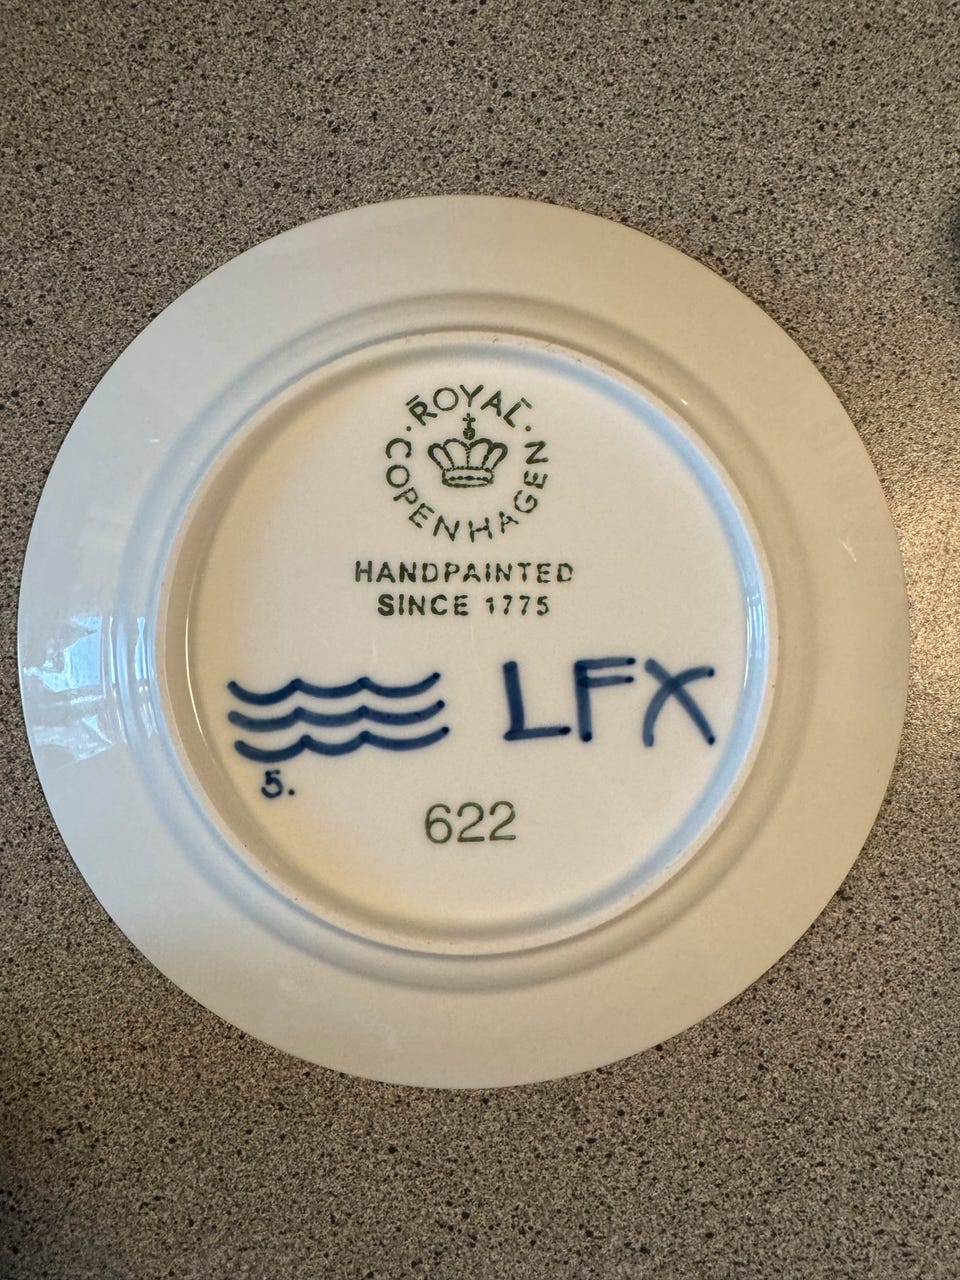 ROYAL
COPENHAGEN
HANDPAINTED
SINCE 1775
LFX
5.
622